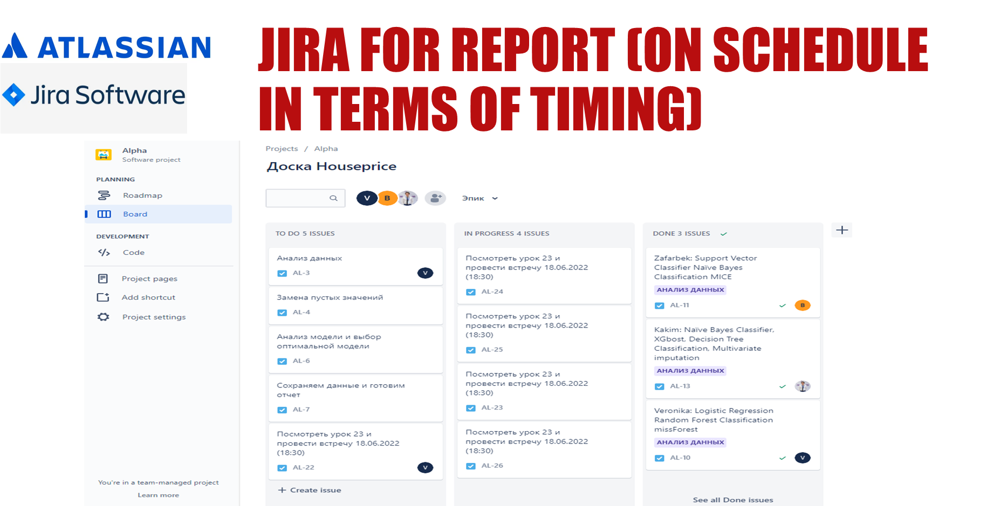 ATLASSIAN
Jira Software
JIRA FOR REPORT (ON SCHEDULE
IN TERMS OF TIMING)
Alpha
Software project
PLANNING
Roadmap
Board
DEVELOPMENT
Code
Project pages
Add shortcut
Project settings
You're in a team-managed project
Learn more
Projects / Alpha
Доска Houseprice
V
B
Эпик
TO DO 5 ISSUES
Анализ данных
AL-3
V
Замена пустых значений
AL-4
Анализ модели и выбор
оптимальной модели
AL-6
Сохраняем данные и готовим
отчет
AL-7
Посмотреть урок 23 и
провести встречу 18.06.2022
(18:30)
AL-22
V
+ Create issue
IN PROGRESS 4 ISSUES
Посмотреть урок 23 и
провести встречу 18.06.2022
(18:30)
AL-24
Посмотреть урок 23 и
провести встречу 18.06.2022
(18:30)
AL-25
Посмотреть урок 23 и
провести встречу 18.06.2022
(18:30)
AL-23
Посмотреть урок 23 и
провести встречу 18.06.2022
(18:30)
AL-26
DONE 3 ISSUES
Zafarbek: Support Vector
Classifier Naïve Bayes
Classification MICE
АНАЛИЗ ДАННЫХ
AL-11
B
Kakim: Naïve Bayes Classifier,
XGbost, Decision Tree
Classification, Multivariate
imputation
АНАЛИЗ ДАННЫХ
AL-13
Veronika: Logistic Regression
Random Forest Classification
missForest
АНАЛИЗ ДАННЫХ
AL-10
V
See all Done issues